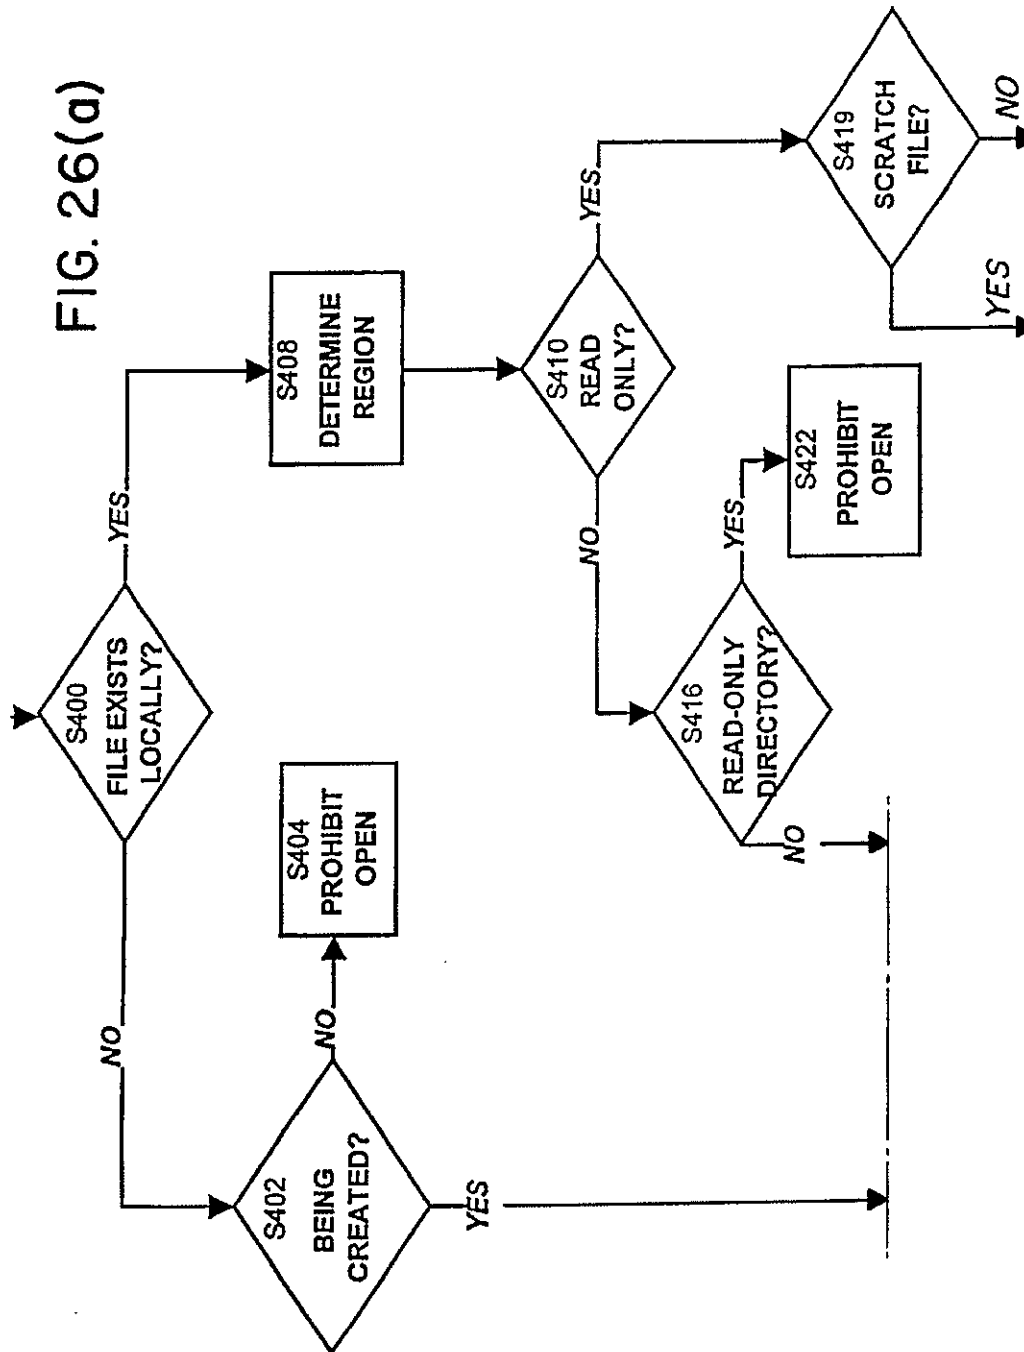 FIG. 26(a)
S400
FILE EXISTS
LOCALLY?
NO
YES
S402
BEING
CREATED?
NO
YES
S404
PROHIBIT
OPEN
S408
DETERMINE
REGION
S410
READ
ONLY?
NO
YES
S416
READ-ONLY
DIRECTORY?
NO
YES
S422
PROHIBIT
OPEN
S419
SCRATCH
FILE?
YES
NO